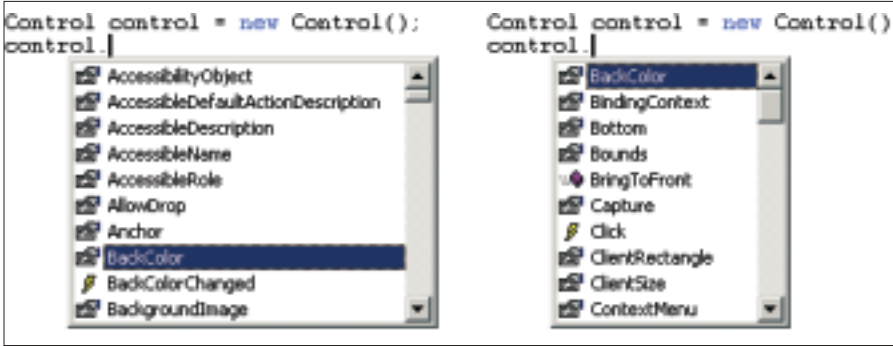 Control control = new Control();
control.
AccessibilityObject
AccessibleDefaultActionDescription
AccessibleDescription
AccessibleName
AccessibleRole
AllowDrop
Anchor
BackColor
BackColorChanged
BackgroundImage
Control control = new Control()
control.
BackColor
BindingContext
Bottom
Bounds
BringToFront
Capture
Click
ClientRectangle
ClientSize
ContextMenu